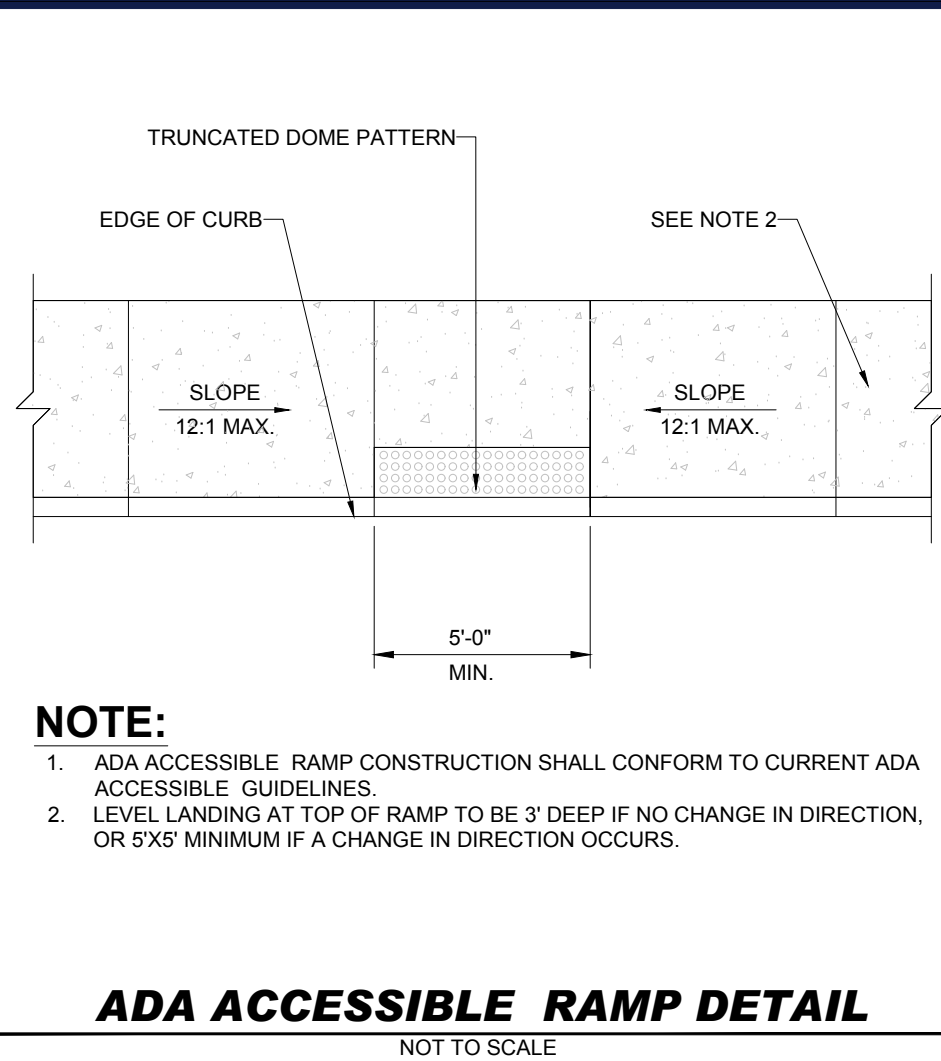 TRUNCATED DOME PATTERN
EDGE OF CURB
SEE NOTE 2
SLOPE
12:1 MAX.
SLOPE
12:1 MAX.
5'-0"
MIN.
NOTE:
1. ADA ACCESSIBLE RAMP CONSTRUCTION SHALL CONFORM TO CURRENT ADA
ACCESSIBLE GUIDELINES.
2. LEVEL LANDING AT TOP OF RAMP TO BE 3' DEEP IF NO CHANGE IN DIRECTION,
OR 5'X5' MINIMUM IF A CHANGE IN DIRECTION OCCURS.
ADA ACCESSIBLE RAMP DETAIL
NOT TO SCALE